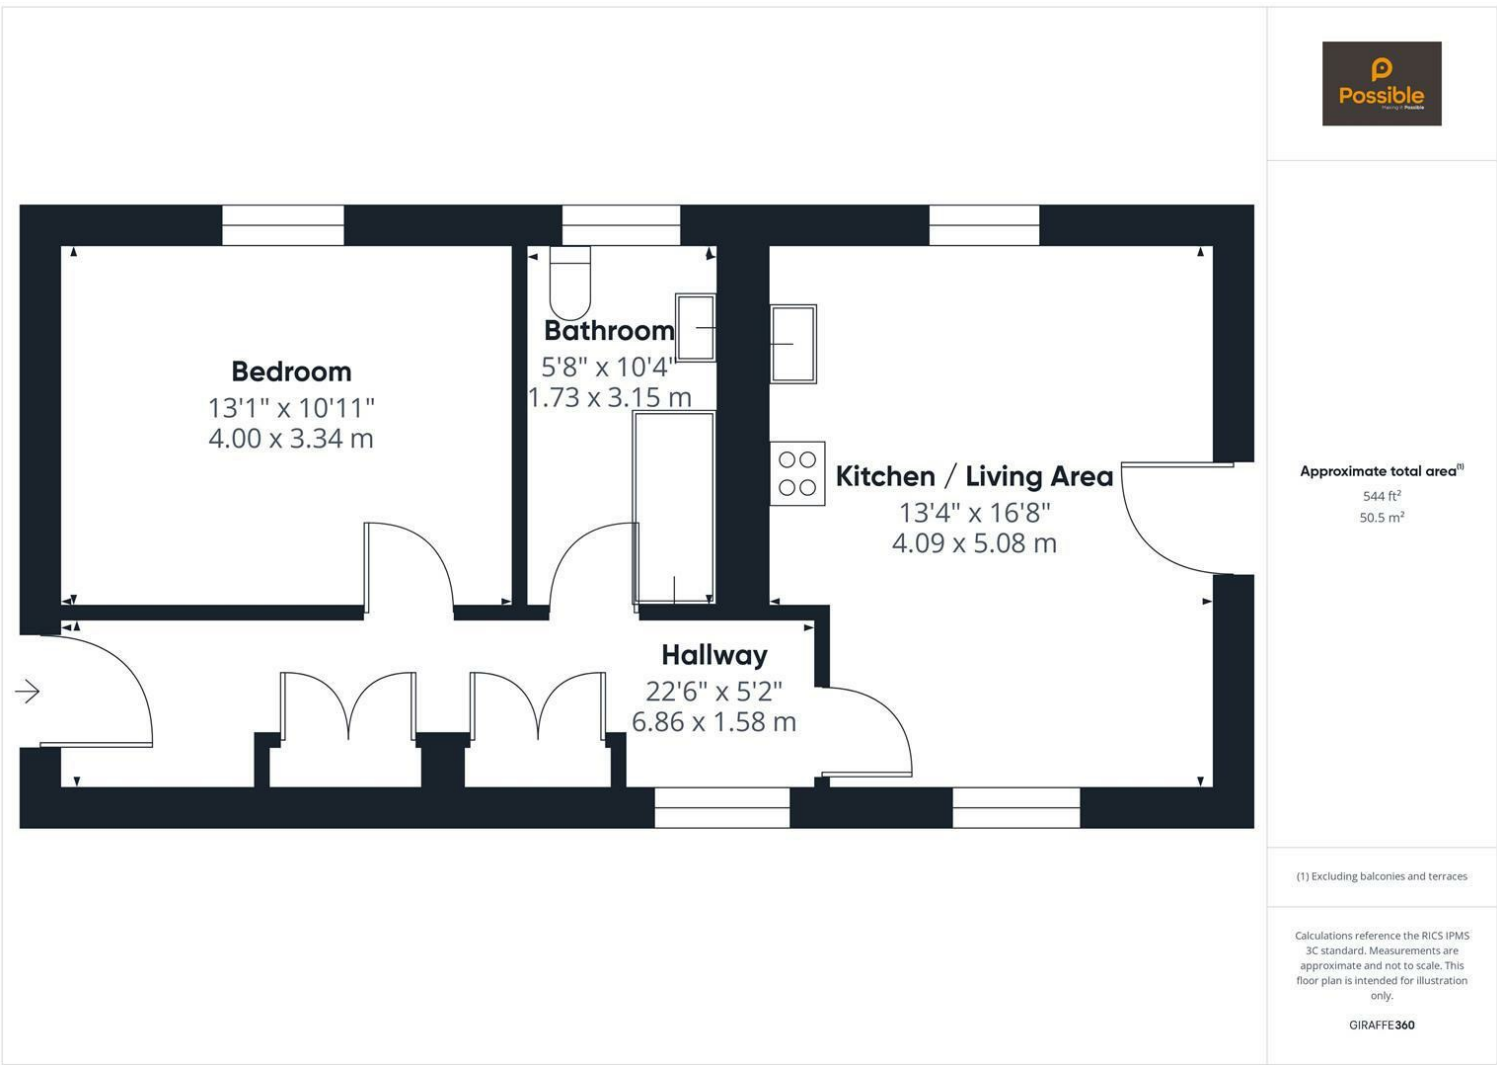 Bedroom
13'1" x 10'11"
4.00 x 3.34 m
Bathroom
5'8" x 10'4"
1.73 x 3.15 m
Kitchen / Living Area
13'4" x 16'8"
4.09 x 5.08 m
Hallway
22'6" x 5'2"
6.86 x 1.58 m
Possible
Approximate total area(1)
544 ft²
50.5 m²
(1) Excluding balconies and terraces
Calculations reference the RICS IPMS
3C standard. Measurements are
approximate and not to scale. This
floor plan is intended for illustration
only.
GIRAFFE360